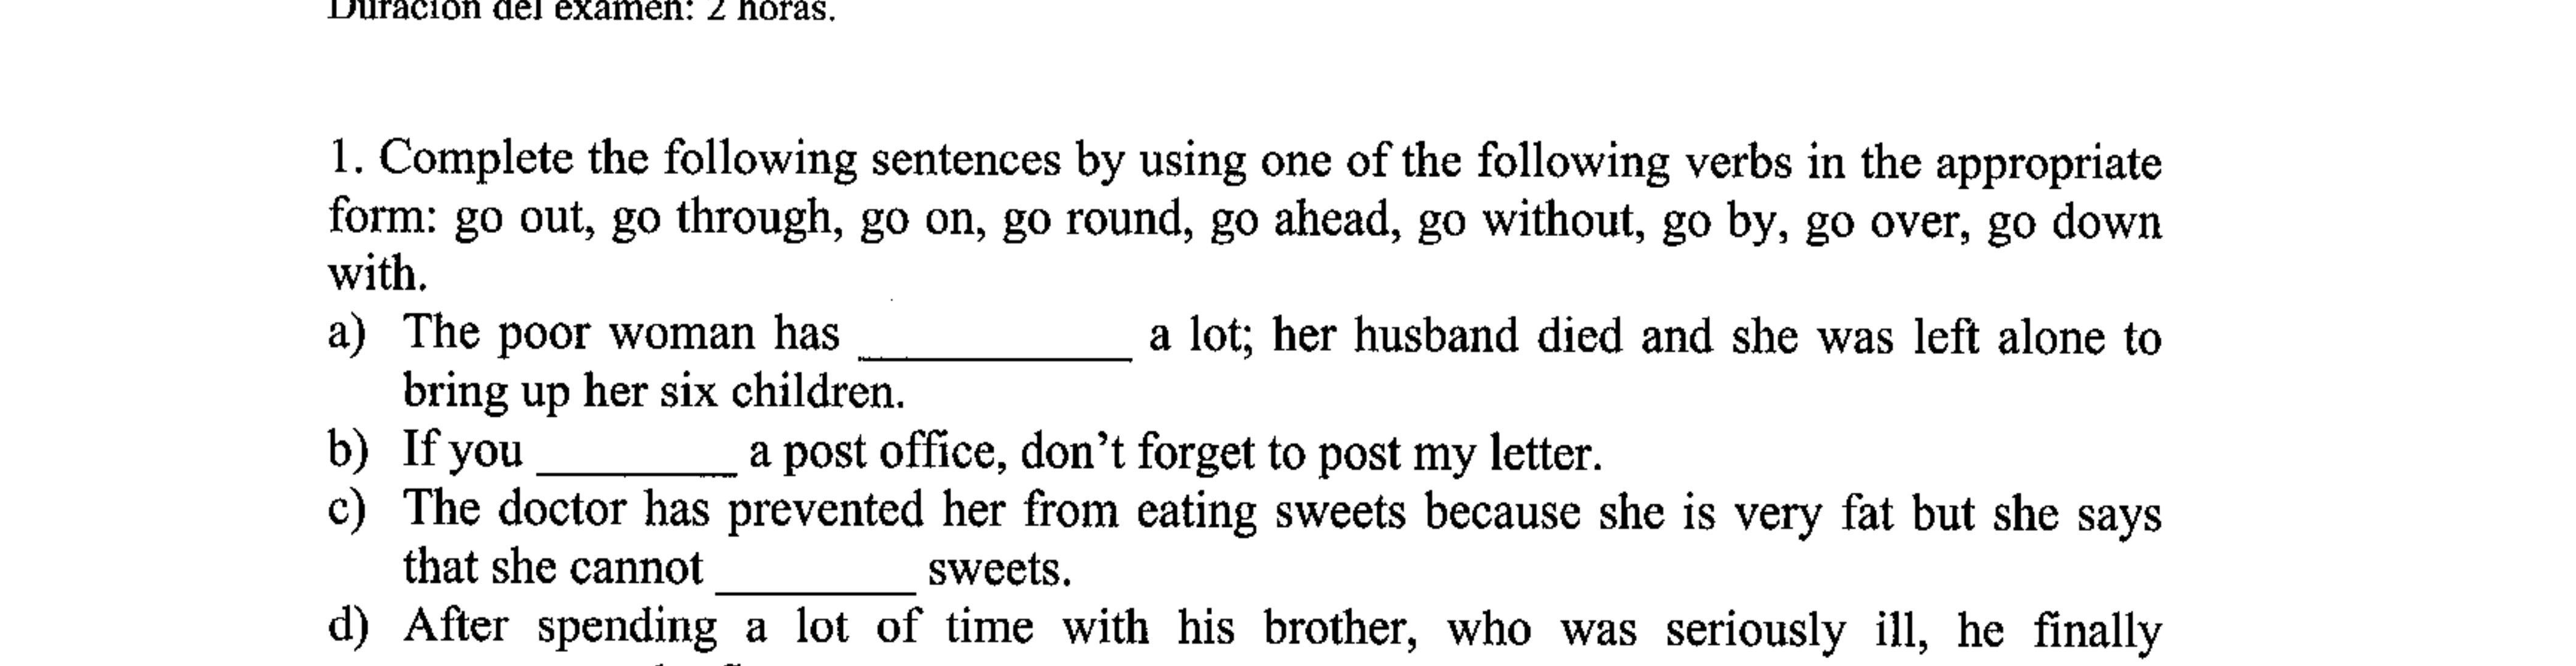 Duración del examen: 2 horas.
1. Complete the following sentences by using one of the following verbs in the appropriate
form: go out, go through, go on, go round, go ahead, go without, go by, go over, go down
with.
a) The poor woman has __________ a lot; her husband died and she was left alone to
bring up her six children.
b) If you ________ a post office, don't forget to post my letter.
c) The doctor has prevented her from eating sweets because she is very fat but she says
that she cannot ________ sweets.
d) After spending a lot of time with his brother, who was seriously ill, he finally